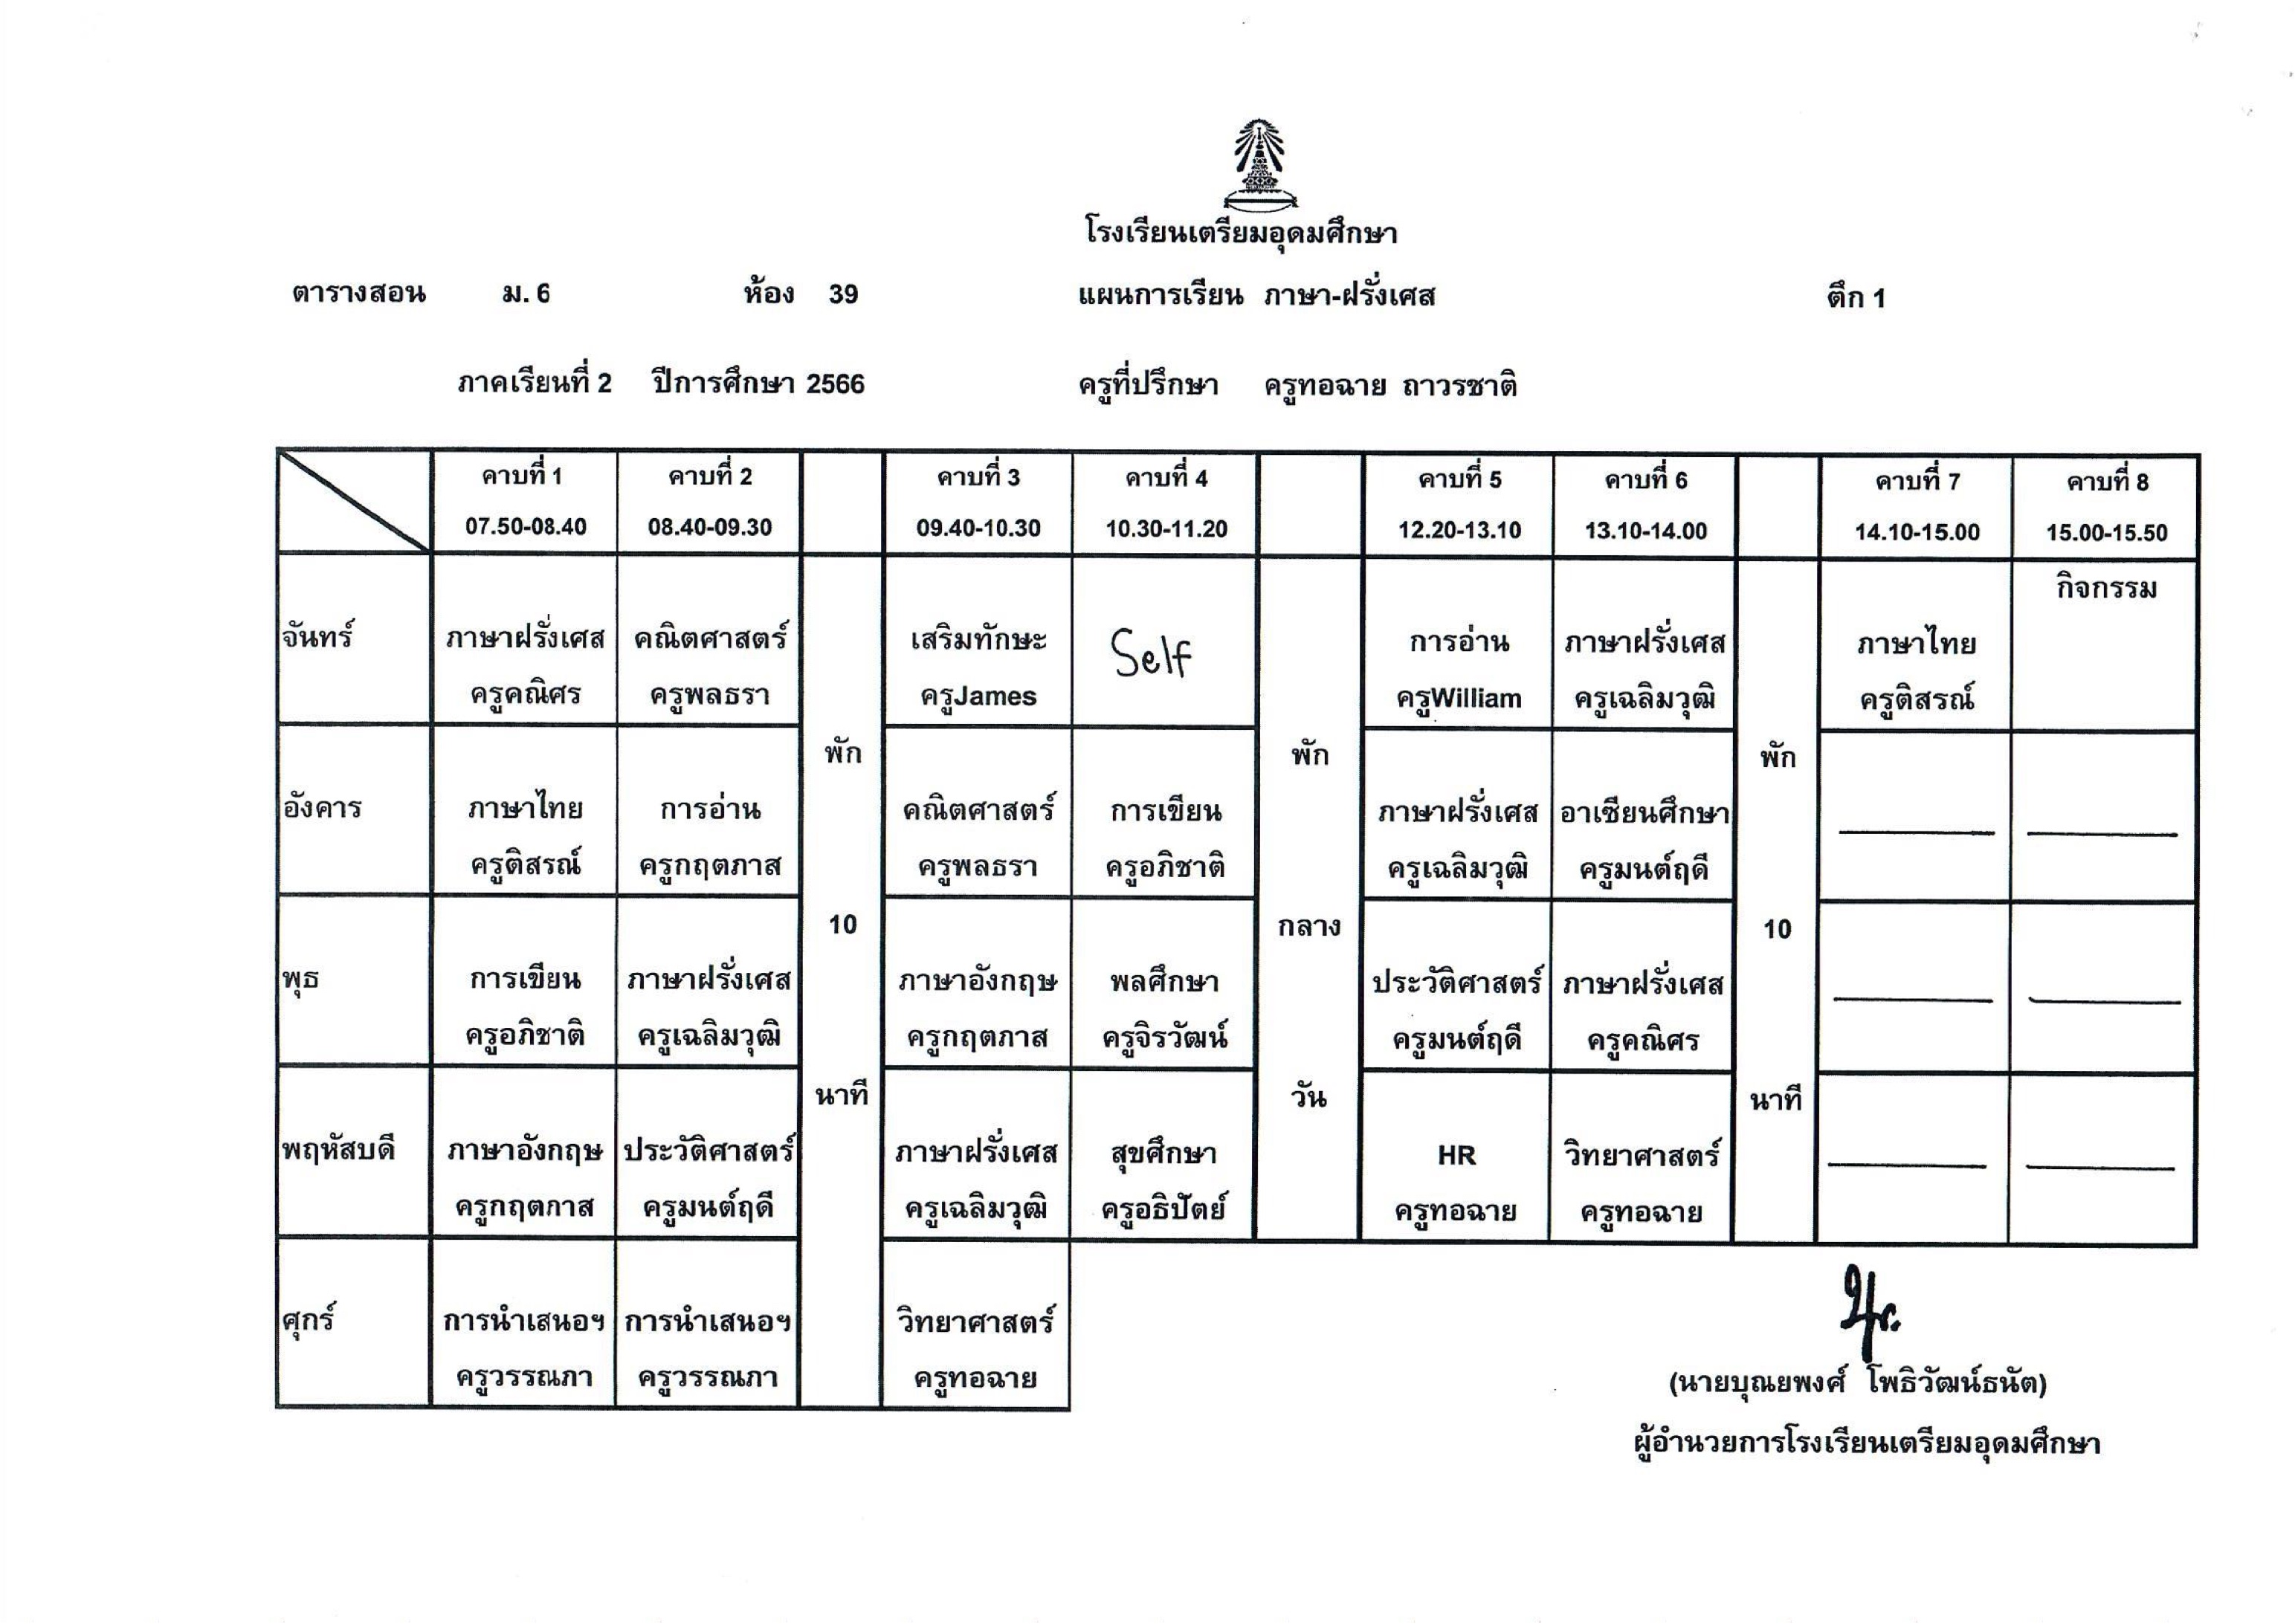 โรงเรียนเตรียมอุดมศึกษา
ตารางสอน ม. 6 ห้อง 39 แผนการเรียน ภาษา-ฝรั่งเศส ตึก 1
ภาคเรียนที่ 2 ปีการศึกษา 2566 ครูที่ปรึกษา ครูทอฉาย ถาวรชาติ
คาบที่ 1 คาบที่ 2 คาบที่ 3 คาบที่ 4 คาบที่ 5 คาบที่ 6 คาบที่ 7 คาบที่ 8
07.50-08.40 08.40-09.30 09.40-10.30 10.30-11.20 12.20-13.10 13.10-14.00 14.10-15.00 15.00-15.50
กิจกรรม
จันทร์ ภาษาฝรั่งเศส คณิตศาสตร์ เสริมทักษะ Self การอ่าน ภาษาฝรั่งเศส ภาษาไทย
ครูคณิศร ครูพลธรา ครูJames ครูWilliam ครูเฉลิมวุฒิ ครูติสรณ์
พัก พัก พัก
อังคาร ภาษาไทย การอ่าน คณิตศาสตร์ การเขียน ภาษาฝรั่งเศส อาเซียนศึกษา
ครูติสรณ์ ครูกฤตภาส ครูพลธรา ครูอภิชาติ ครูเฉลิมวุฒิ ครูมนต์ฤดี
10 กลาง 10
พุธ การเขียน ภาษาฝรั่งเศส ภาษาอังกฤษ พลศึกษา ประวัติศาสตร์ ภาษาฝรั่งเศส
ครูอภิชาติ ครูเฉลิมวุฒิ ครูกฤตภาส ครูจิรวัฒน์ ครูมนต์ฤดี ครูคณิศร
นาที วัน นาที
พฤหัสบดี ภาษาอังกฤษ ประวัติศาสตร์ ภาษาฝรั่งเศส สุขศึกษา HR วิทยาศาสตร์
ครูกฤตภาส ครูมนต์ฤดี ครูเฉลิมวุฒิ ครูอธิปัตย์ ครูทอฉาย ครูทอฉาย
ศุกร์ การนำเสนอฯ การนำเสนอฯ วิทยาศาสตร์
ครูวรรณภา ครูวรรณภา ครูทอฉาย
(นายบุณยพงศ์ โพธิวัฒน์ธนัต)
ผู้อำนวยการโรงเรียนเตรียมอุดมศึกษา